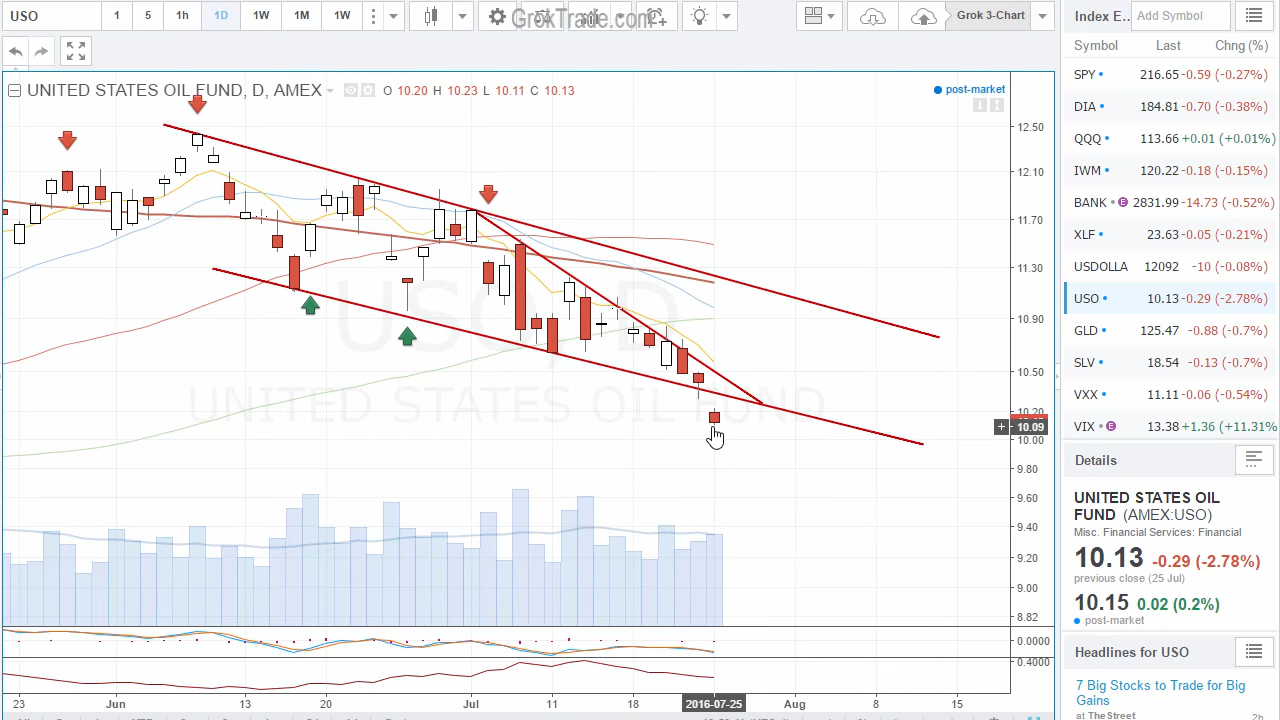 USO 1 5 1h 1D 1W 1M 1W GrokTrade.com Grok 3-Chart
UNITED STATES OIL FUND, D, AMEX O 10.20 H 10.23 L 10.11 C 10.13
post-market
USO, D
UNITED STATES OIL FUND
12.50
12.10
11.70
11.30
10.90
10.50
10.20
10.09
10.00
9.80
9.60
9.40
9.20
9.00
8.82
0.0000
0.4000
23 Jun 13 20 Jul 11 18 2016-07-25 Aug 8 15
Index E.. Add Symbol
Symbol Last Chng (%)
SPY 216.65 -0.59 (-0.27%)
DIA 184.81 -0.70 (-0.38%)
QQQ 113.66 +0.01 (+0.01%)
IWM 120.22 -0.18 (-0.15%)
BANK E 2831.99 -14.73 (-0.52%)
XLF 23.63 -0.05 (-0.21%)
USDOLLA 12092 -10 (-0.08%)
USO 10.13 -0.29 (-2.78%)
GLD 125.47 -0.88 (-0.7%)
SLV 18.54 -0.13 (-0.7%)
VXX 11.11 -0.06 (-0.54%)
VIX E 13.38 +1.36 (+11.31%
Details
UNITED STATES OIL
FUND (AMEX:USO)
Misc. Financial Services: Financial
10.13 -0.29 (-2.78%)
previous close (25 Jul)
10.15 0.02 (0.2%)
post-market
Headlines for USO
7 Big Stocks to Trade for Big
Gains
at TheStreet 2h